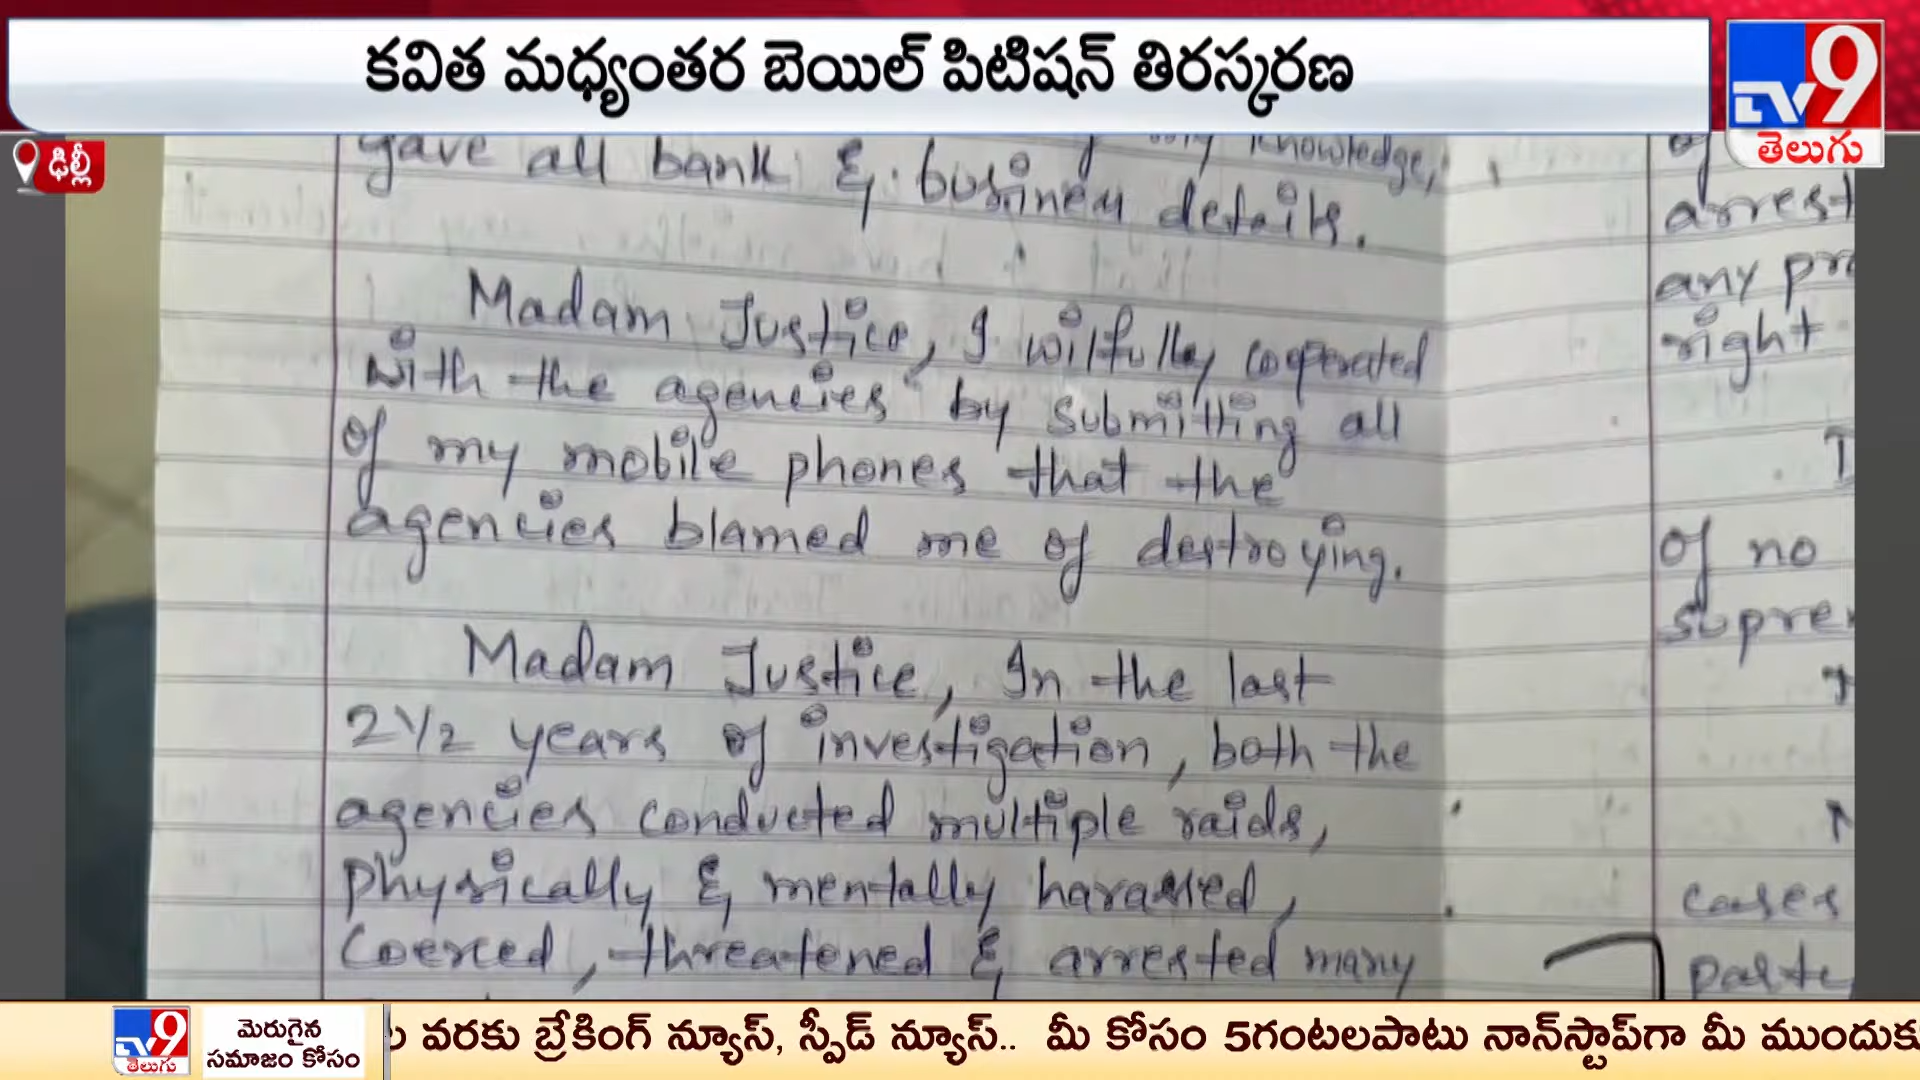 కవిత మధ్యంతర బెయిల్ పిటిషన్ తిరస్కరణ
TV9
తెలుగు
ఢిల్లీ
my knowledge,
gave all bank & business details.
Madam Justice, I wilfully cooperated
with the agencies by submitting all
of my mobile phones that the
agencies blamed me of destroying.
Madam Justice, In the last
2 1/2 years of investigation, both the
agencies conducted multiple raids,
physically & mentally harassed,
Coerced, threatened & arrested many
of
arrest
any
right
of no
cases
TV9
తెలుగు
మెరుగైన
సమాజం కోసం
వరకు బ్రేకింగ్ న్యూస్, స్పీడ్ న్యూస్.. మీ కోసం 5గంటలపాటు నాన్‌స్టాప్‌గా మీ ముందుకు